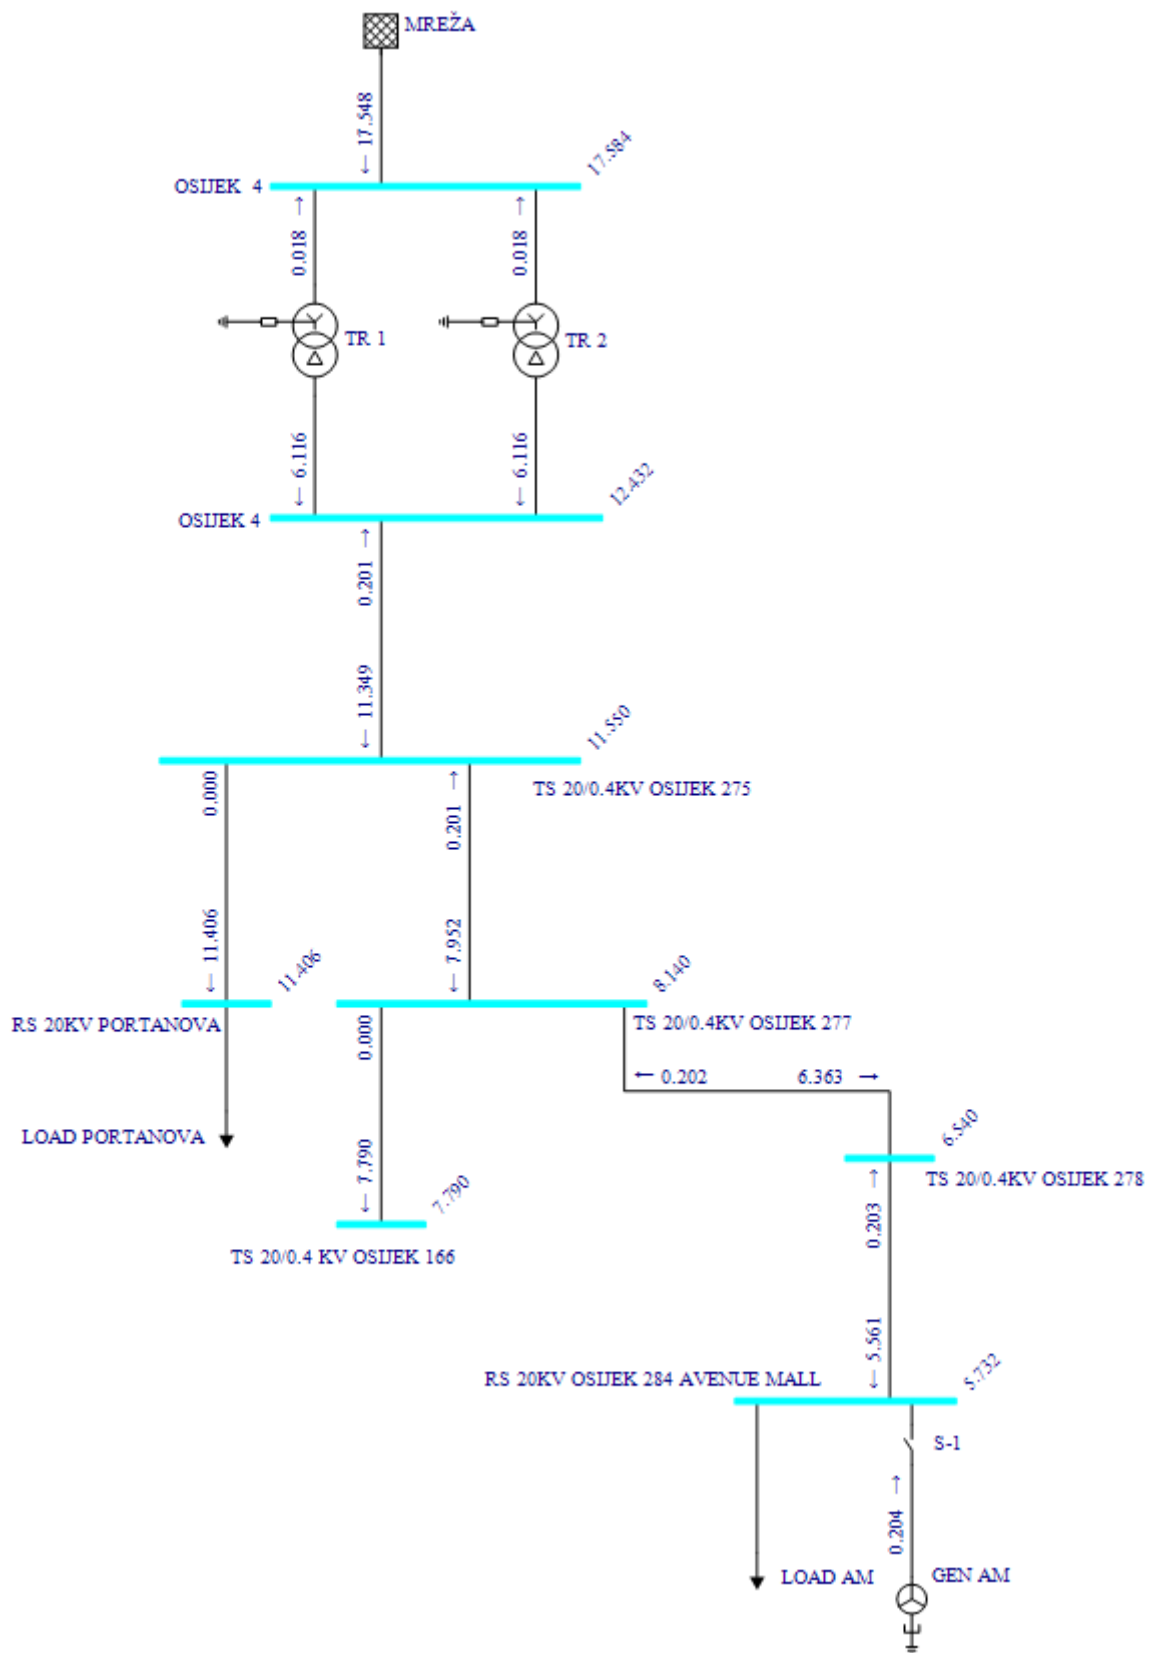 MREŽA
← 17.548
17.584
OSIJEK 4
0.018 →
0.018 →
TR 1
TR 2
← 6.116
← 6.116
12.432
OSIJEK 4
0.201 →
← 11.349
11.550
TS 20/0.4KV OSIJEK 275
0.000
0.201 →
← 11.406
← 7.952
11.406
8.140
RS 20KV PORTANOVA
0.000
TS 20/0.4KV OSIJEK 277
← 0.202
6.363 →
LOAD PORTANOVA
← 7.790
7.790
6.540
TS 20/0.4KV OSIJEK 278
0.203 →
TS 20/0.4 KV OSIJEK 166
← 5.561
RS 20KV OSIJEK 284 AVENUE MALL
5.732
S-1
0.204 →
LOAD AM
GEN AM